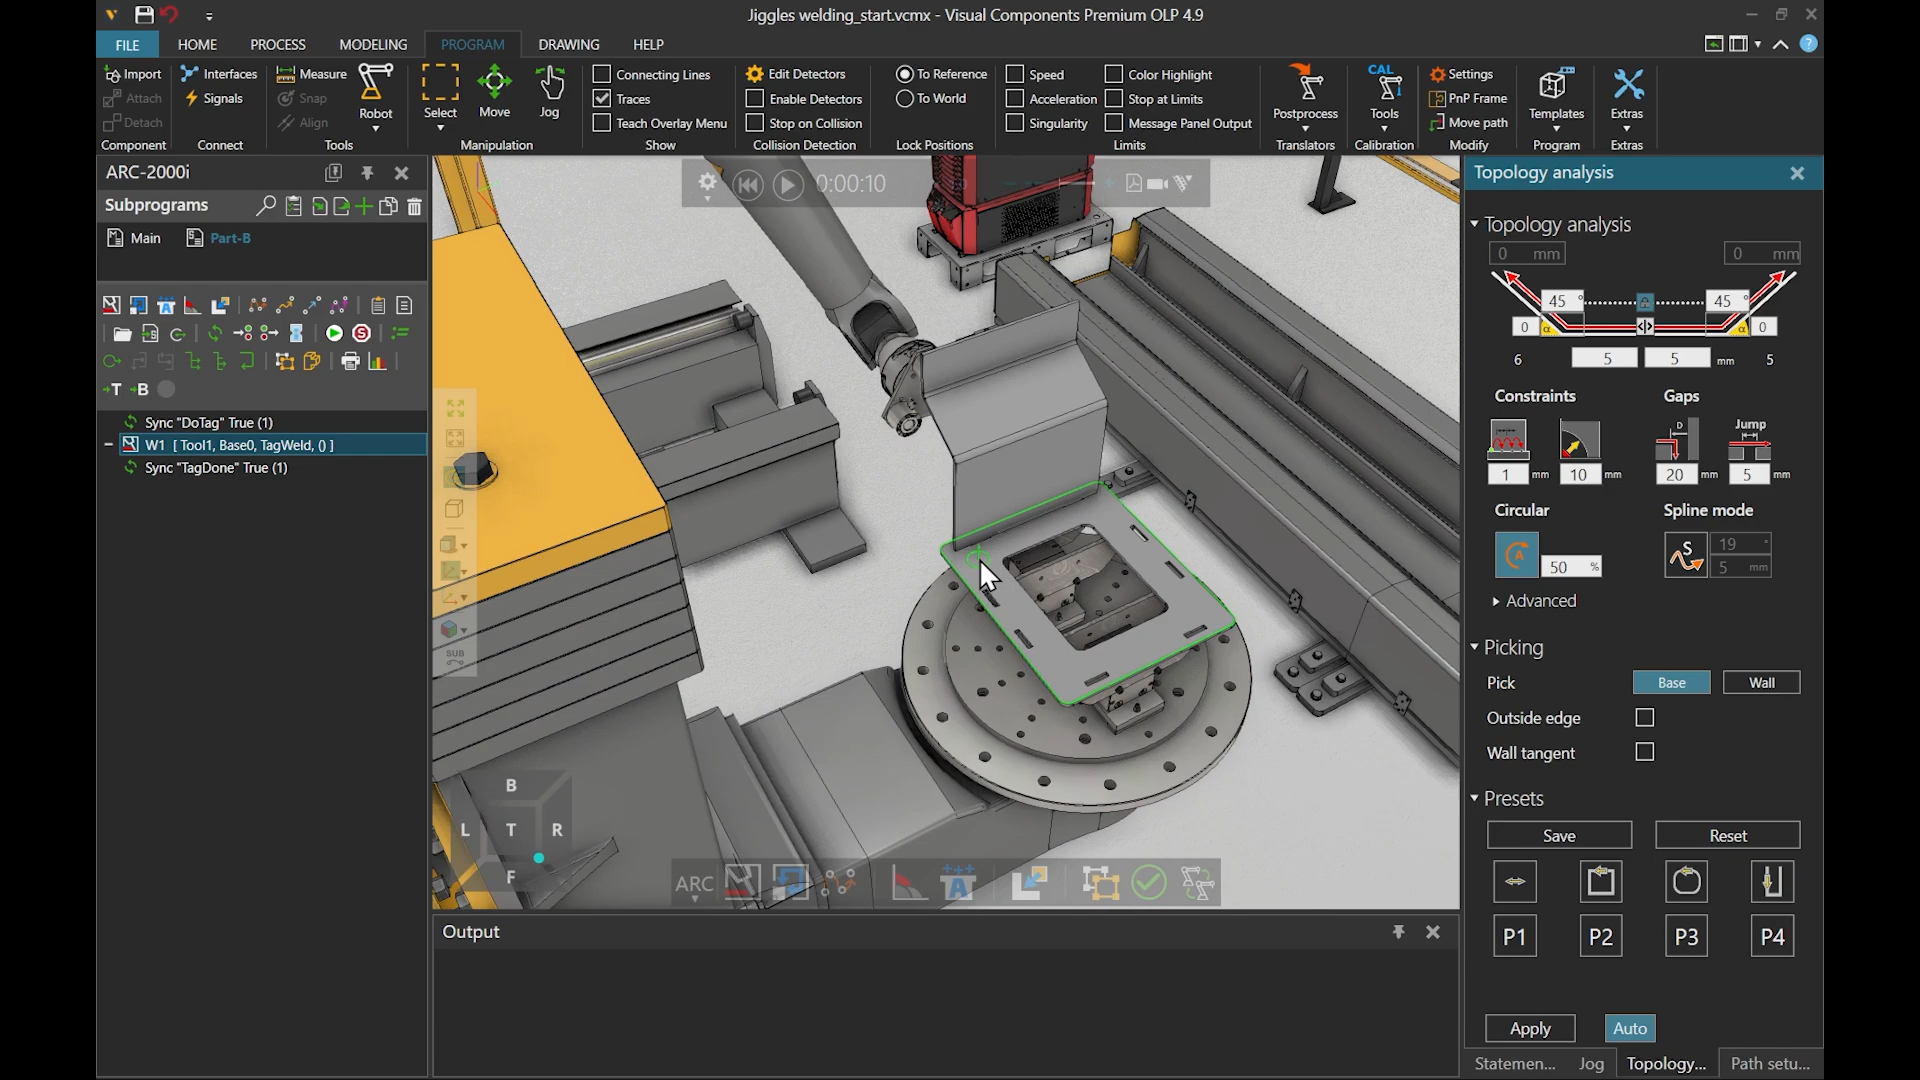 Jiggles welding_start.vcmx - Visual Components Premium OLP 4.9
FILE HOME PROCESS MODELING PROGRAM DRAWING HELP
Import Interfaces Measure Connecting Lines Edit Detectors To Reference Speed Color Highlight Settings
Attach Signals Snap Robot Select Move Jog Traces Enable Detectors To World Acceleration Stop at Limits Postprocess CAL Tools PnP Frame Templates Extras
Detach Align Teach Overlay Menu Stop on Collision Singularity Message Panel Output Move path
Component Connect Tools Manipulation Show Collision Detection Lock Positions Limits Translators Calibration Modify Program Extras
ARC-2000i
Subprograms
Main Part-B
T B
Sync "DoTag" True (1)
W1 [ Tool1, Base0, TagWeld, () ]
Sync "TagDone" True (1)
0:00:10
SUB
B
L T R
F
ARC
Output
Topology analysis
Topology analysis
0 mm 0 mm
45 ° 45 °
0 α α 0
6 5 5 mm 5
Constraints Gaps
D Jump
1 mm 10 mm 20 mm 5 mm
Circular Spline mode
A 50 % S 19 °
5 mm
Advanced
Picking
Pick Base Wall
Outside edge
Wall tangent
Presets
Save Reset
P1 P2 P3 P4
Apply Auto
Statemen... Jog Topology... Path setu...